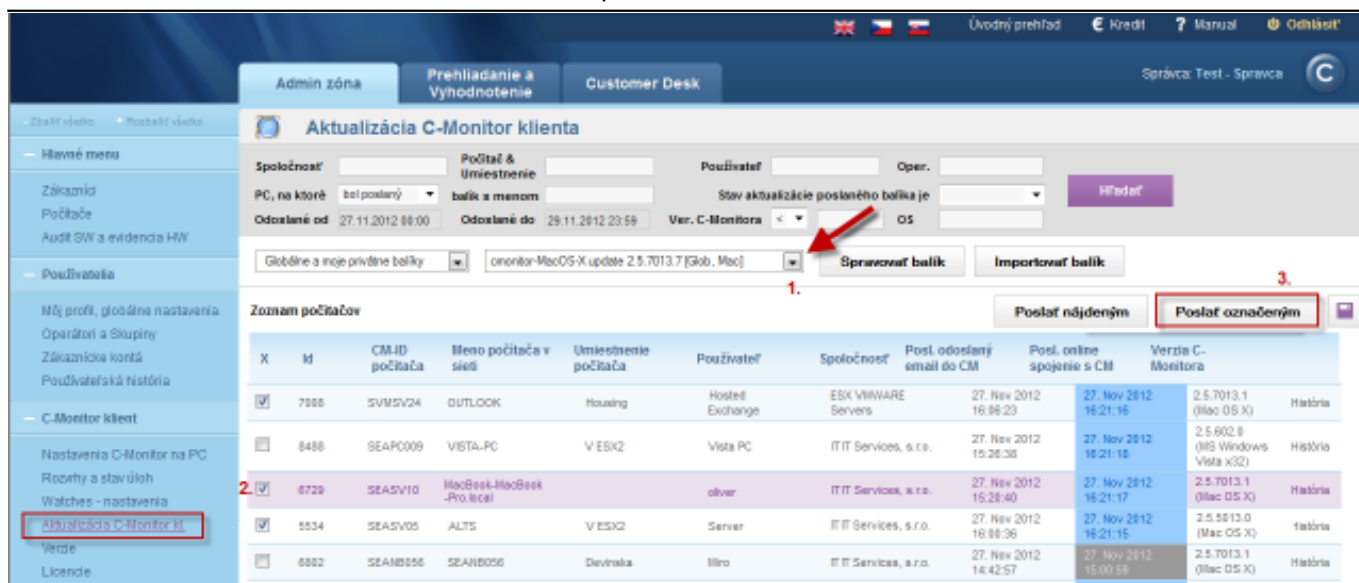 Úvodný prehľad € Kredit ? Manual Odhlásiť
Admin zóna Prehliadanie a Vyhodnotenie Customer Desk
Správca: Test - Spravca
- Zbaliť všetko + Rozbaliť všetko
Aktualizácia C-Monitor klienta
Hlavné menu
Zákazníci
Počítače
Audit SW a evidencia HW
Používatelia
Môj profil, globálne nastavenia
Operátori a Skupiny
Zákaznícke kontá
Používateľská história
C-Monitor klient
Nastavenia C-Monitor na PC
Rozvrhy a stav úloh
Watches - nastavenia
Aktualizácia C-Monitor kl.
Verzie
Licencie
Spoločnosť Počítač & Umiestnenie Používateľ Oper.
PC, na ktoré bol poslaný balík s menom Stav aktualizácie poslaného balíka je Hľadať
Odoslané od 27.11.2012 00:00 Odoslané do 29.11.2012 23:59 Ver. C-Monitora < OS
Globálne a moje privátne balíky cmonitor-MacOS-X update 2.5.7013.7 [Glob., Mac] Spravovať balík Importovať balík
1.
3.
Zoznam počítačov Poslať nájdeným Poslať označeným
X Id CM-ID počítača Meno počítača v sieti Umiestnenie počítača Používateľ Spoločnosť Posl. odoslaný email do CM Posl. online spojenie s CM Verzia C-Monitora
SVMSV24 OUTLOOK Housing Hosted Exchange ESX VMWARE Servers 27. Nov 2012 16:06:23 27. Nov 2012 16:21:16 2.5.7013.1 (Mac OS X) História
8488 SEAPC009 VISTA-PC V ESX2 Vista PC IT IT Services, s.r.o. 27. Nov 2012 15:26:38 27. Nov 2012 16:21:18 2.5.602.0 (MS Windows Vista x32) História
2. 6729 SEASV10 MacBook-MacBook-Pro.local oliver IT IT Services, s.r.o. 27. Nov 2012 27. Nov 2012 16:21:17 2.5.7013.1 (Mac OS X) História
5534 SEASV05 ALTS V ESX2 Server IT IT Services, s.r.o. 27. Nov 2012 16:00:36 27. Nov 2012 16:21:15 2.5.5013.0 (Mac OS X) História
6882 SEANB056 SEANB056 Devinska Miro IT IT Services, s.r.o. 27. Nov 2012 14:42:57 27. Nov 2012 15:00:59 2.5.7013.1 (Mac OS X) História